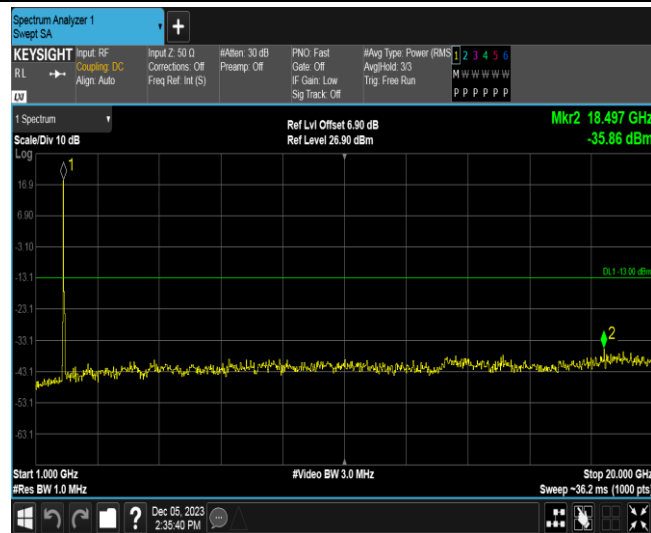 Spectrum Analyzer 1
Swept SA
KEYSIGHT
RL
LXI
Input: RF
Coupling: DC
Align: Auto
Input Z: 50 Ω
Corrections: Off
Freq Ref: Int (S)
#Atten: 30 dB
Preamp: Off
PNO: Fast
Gate: Off
IF Gain: Low
Sig Track: Off
#Avg Type: Power (RMS
Avg|Hold: 3/3
Trig: Free Run
1 2 3 4 5 6
M W W W W W
P P P P P P
1 Spectrum
Scale/Div 10 dB
Log
Ref Lvl Offset 6.90 dB
Ref Level 26.90 dBm
Mkr2 18.497 GHz
-35.86 dBm
1
16.9
6.90
-3.10
-13.1
DL1 -13.00 dBm
-23.1
-33.1
2
-43.1
-53.1
-63.1
Start 1.000 GHz
#Res BW 1.0 MHz
#Video BW 3.0 MHz
Stop 20.000 GHz
Sweep ~36.2 ms (1000 pts)
?
Dec 05, 2023
2:35:40 PM